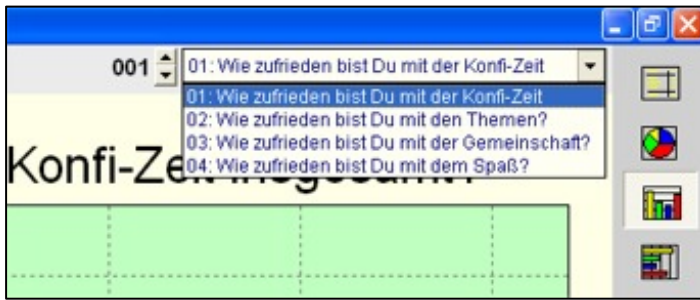 001
01: Wie zufrieden bist Du mit der Konfi-Zeit
01: Wie zufrieden bist Du mit der Konfi-Zeit
02: Wie zufrieden bist Du mit den Themen?
03: Wie zufrieden bist Du mit der Gemeinschaft?
04: Wie zufrieden bist Du mit dem Spaß?
Konfi-Ze